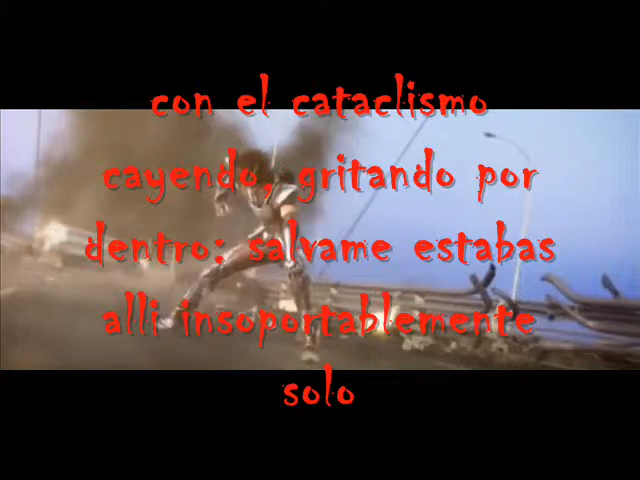 con el cataclismo
cayendo, gritando por
dentro: salvame estabas
alli insoportablemente
solo